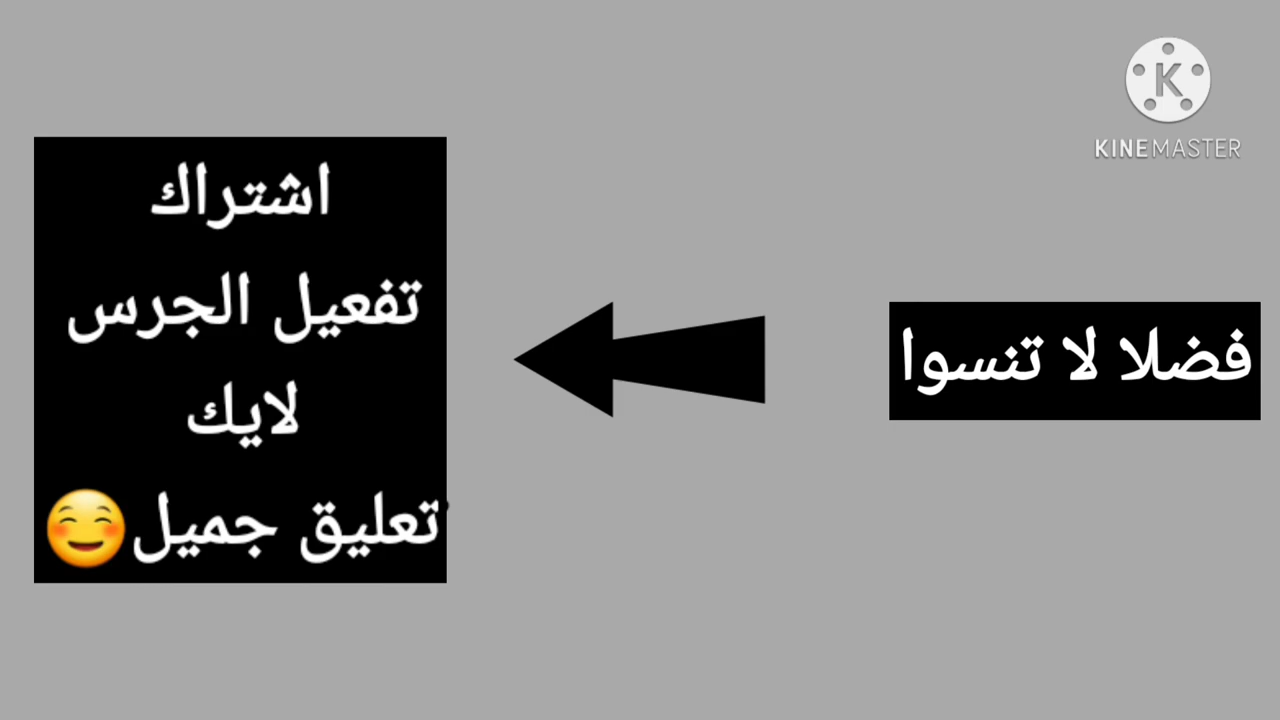 KINEMASTER
فضلا لا تنسوا
اشتراك
تفعيل الجرس
لايك
تعليق جميل☺️